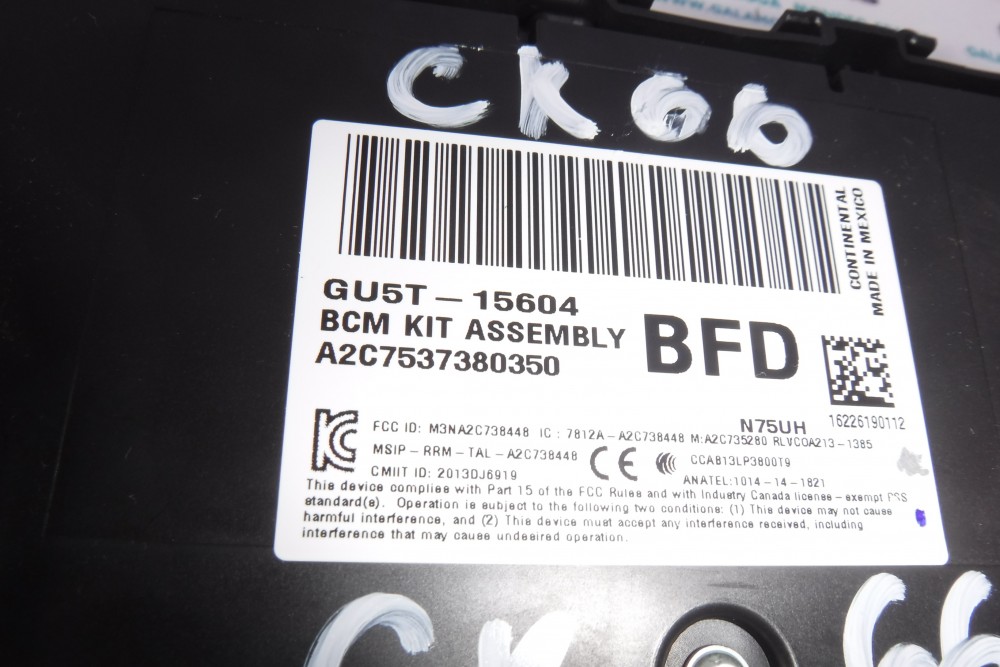 CK66
CONTINENTAL
MADE IN MEXICO
GU5T - 15604
BCM KIT ASSEMBLY
BFD
A2C7537380350
16226190112
N75UH
FCC ID: M3NA2C738448 IC : 7812A-A2C738448 M:A2C735280 RLVCOA213-1385
MSIP-RRM-TAL-A2C738448
CE
CCAB13LP3800T9
CMIIT ID: 2013DJ6919
ANATEL:1014-14-1821
This device complies with Part 15 of the FCC Rules and with Industry Canada license-exempt RSS
standard(s). Operation is subject to the following two conditions: (1) This device may not cause
harmful interference, and (2) This device must accept any interference received, including
interference that may cause undesired operation.
CK